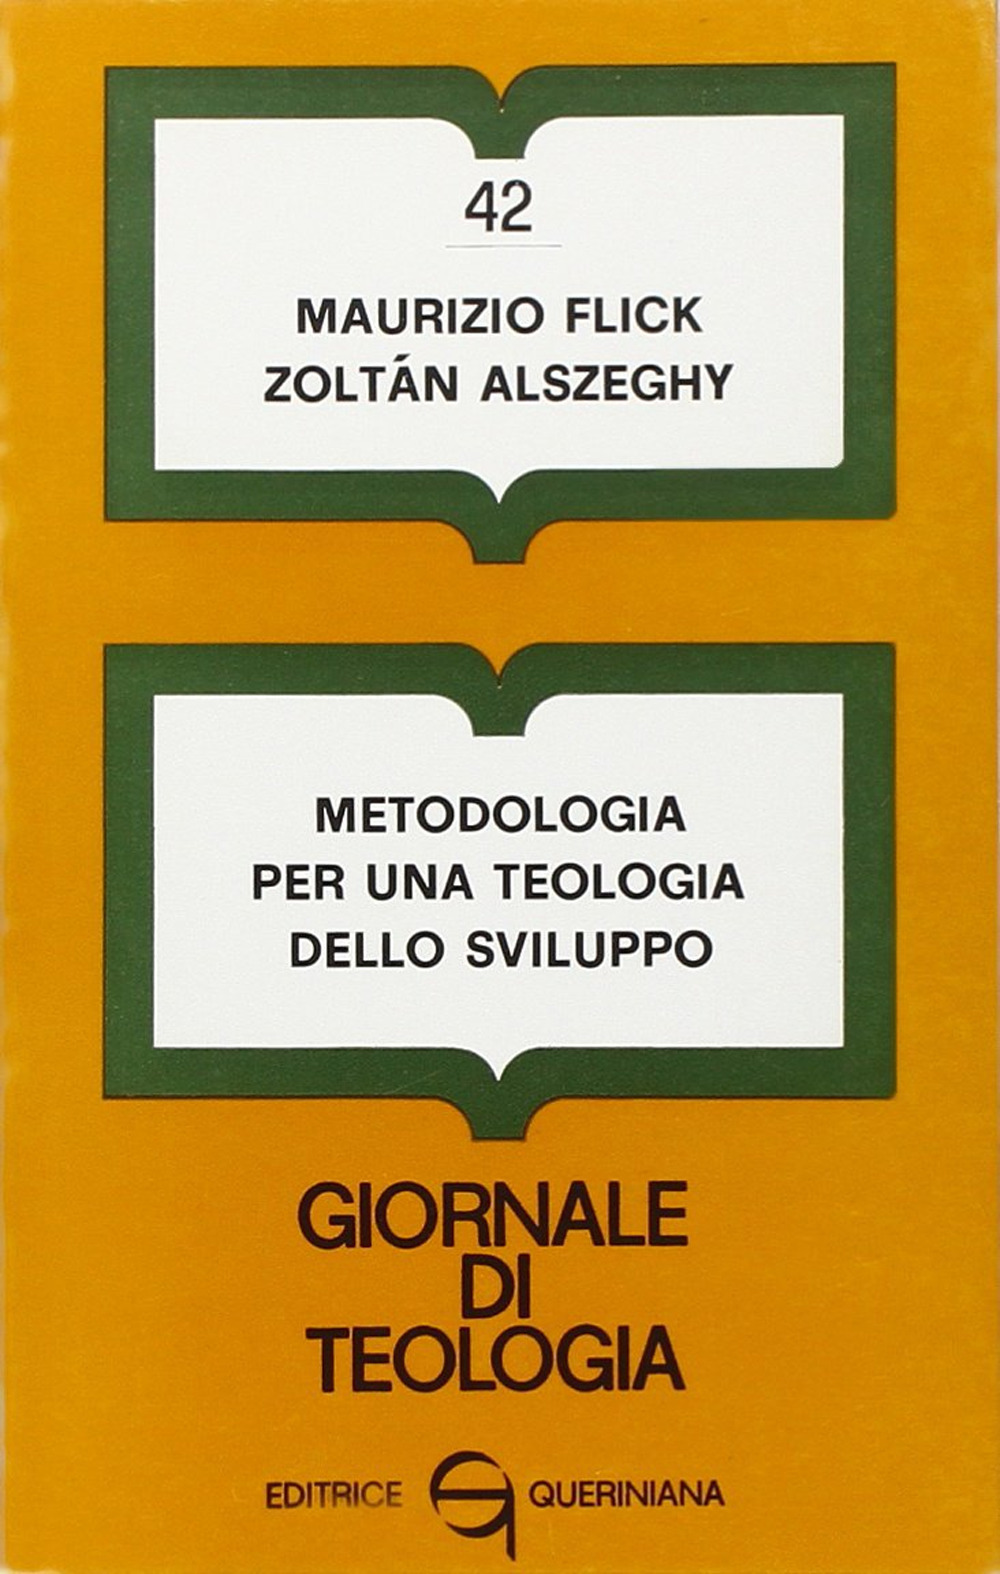 42
MAURIZIO FLICK
ZOLTÁN ALSZEGHY
METODOLOGIA
PER UNA TEOLOGIA
DELLO SVILUPPO
GIORNALE
DI
TEOLOGIA
EDITRICE QUERINIANA